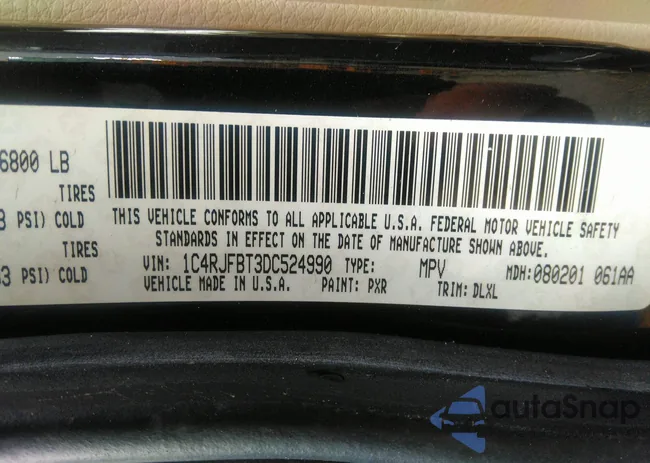 6800 LB
TIRES
PSI) COLD
THIS VEHICLE CONFORMS TO ALL APPLICABLE U.S.A. FEDERAL MOTOR VEHICLE SAFETY
STANDARDS IN EFFECT ON THE DATE OF MANUFACTURE SHOWN ABOVE.
TIRES
VIN: 1C4RJFBT3DC524990 TYPE: MPV MDH:080201 061AA
33 PSI) COLD
VEHICLE MADE IN U.S.A. PAINT: PXR TRIM: DLXL
autoSnap